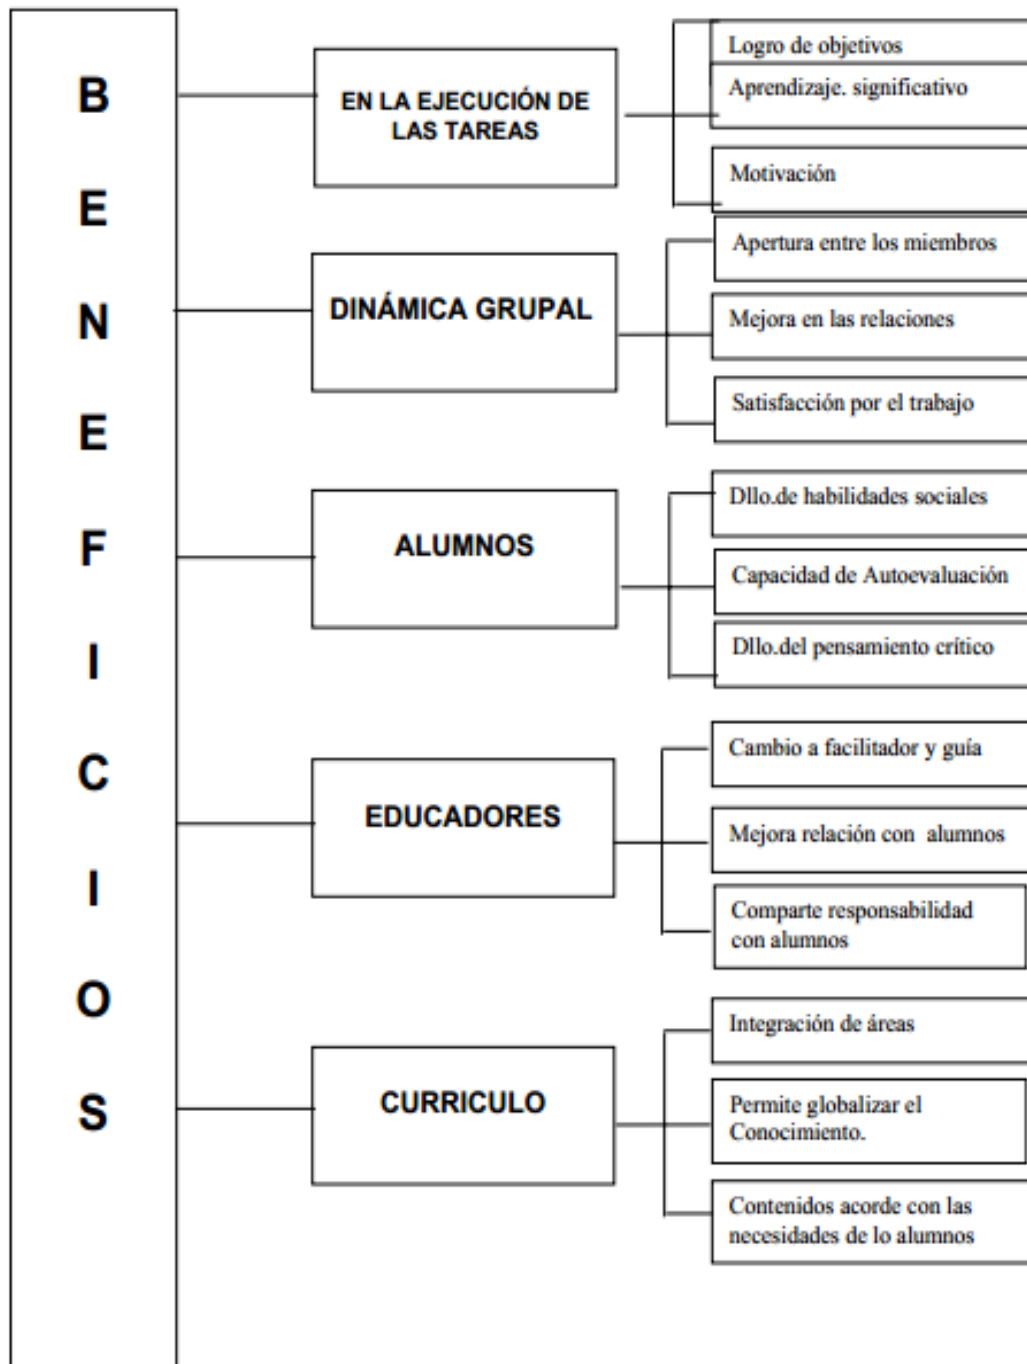 BENEFICIOS
EN LA EJECUCIÓN DE
LAS TAREAS
Logro de objetivos
Aprendizaje. significativo
Motivación
DINÁMICA GRUPAL
Apertura entre los miembros
Mejora en las relaciones
Satisfacción por el trabajo
ALUMNOS
Dllo.de habilidades sociales
Capacidad de Autoevaluación
Dllo.del pensamiento crítico
EDUCADORES
Cambio a facilitador y guía
Mejora relación con alumnos
Comparte responsabilidad
con alumnos
CURRICULO
Integración de áreas
Permite globalizar el
Conocimiento.
Contenidos acorde con las
necesidades de lo alumnos